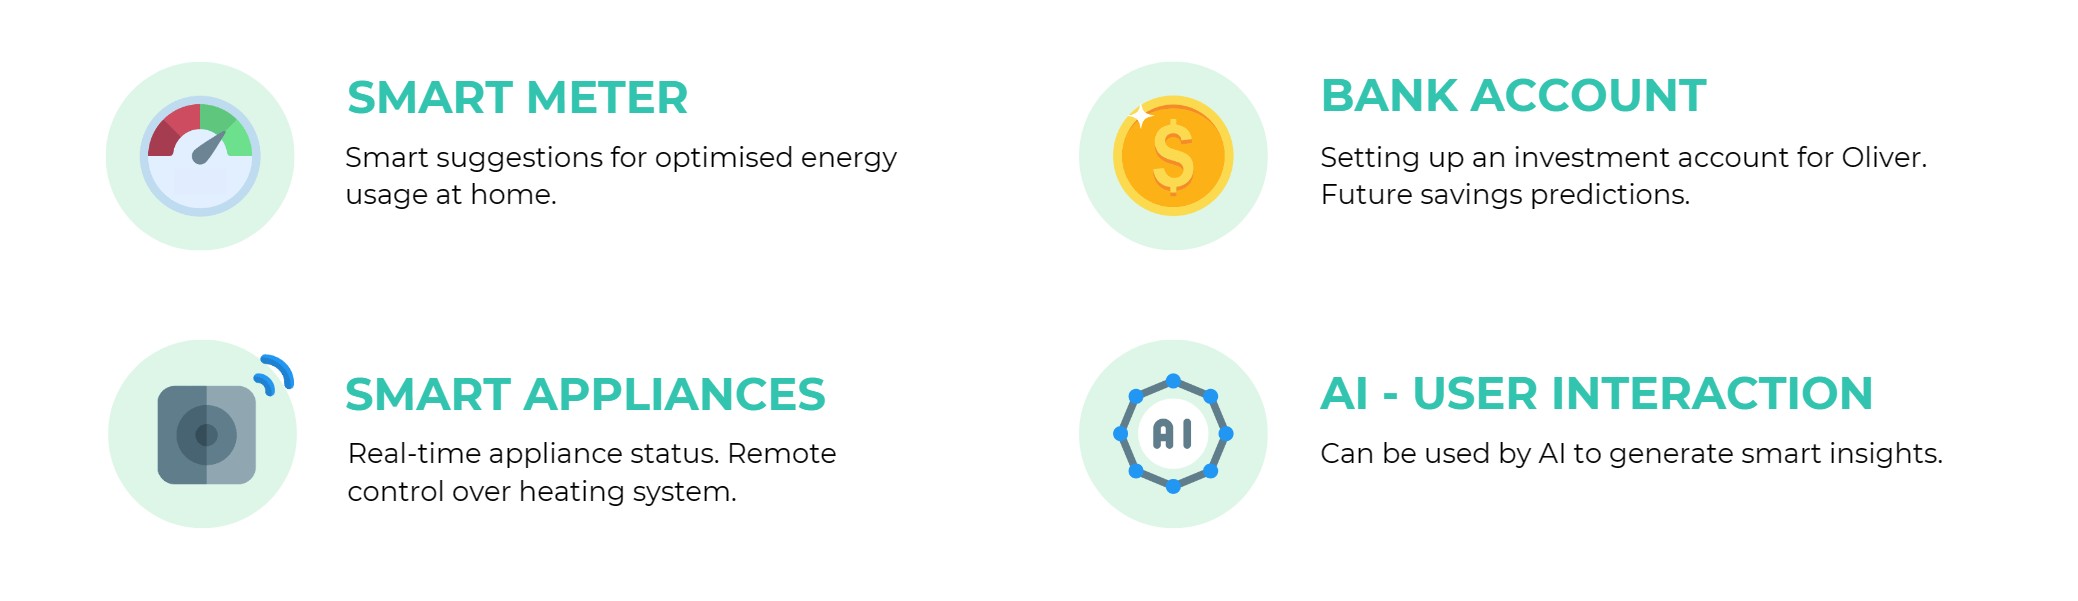 SMART METER
Smart suggestions for optimised energy
usage at home.
BANK ACCOUNT
Setting up an investment account for Oliver.
Future savings predictions.
SMART APPLIANCES
Real-time appliance status. Remote
control over heating system.
AI - USER INTERACTION
Can be used by AI to generate smart insights.
$
AI